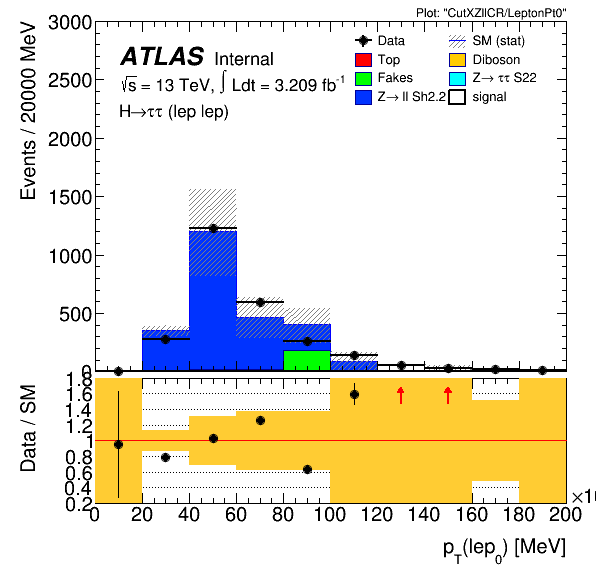 Plot: "CutXZllCR/LeptonPt0"
Events / 20000 MeV
3000
2500
2000
1500
1000
500
0
ATLAS Internal
√s = 13 TeV, ∫ Ldt = 3.209 fb⁻¹
H→ττ (lep lep)
Data
SM (stat)
Top
Diboson
Fakes
Z→ ττ S22
Z→ ll Sh2.2
signal
Data / SM
1.8
1.6
1.4
1.2
1
0.8
0.6
0.4
0.2
0 20 40 60 80 100 120 140 160 180 200
p_T(lep_0) [MeV]